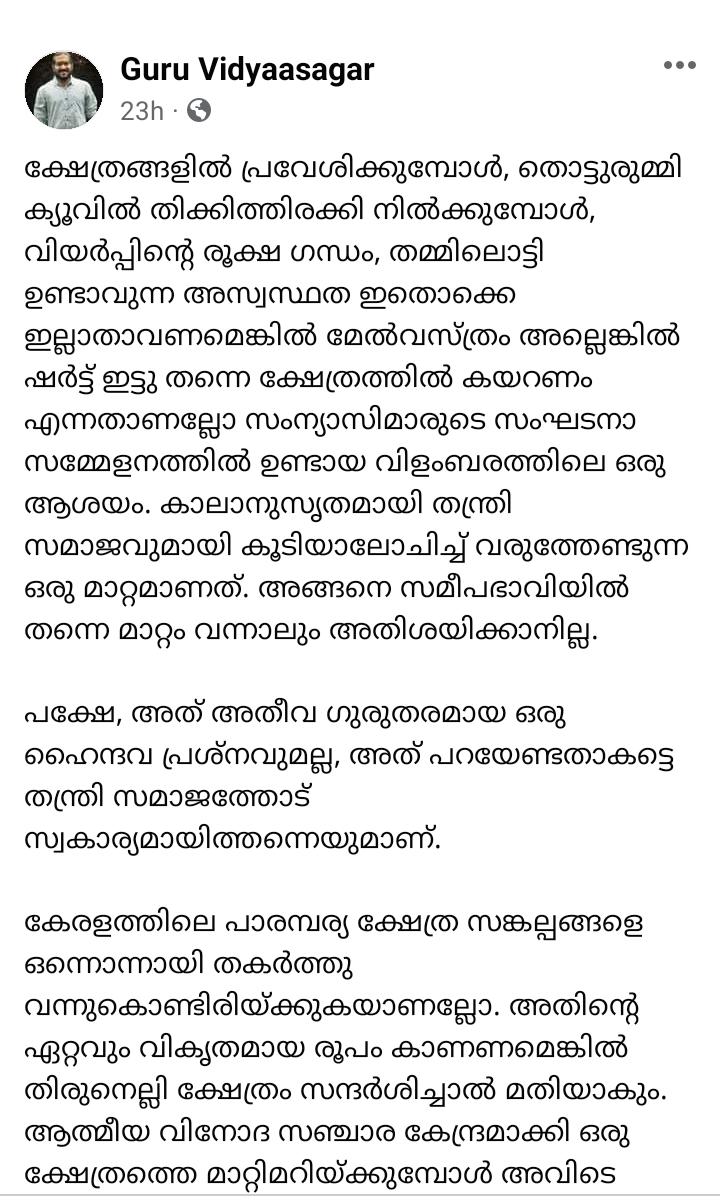 Guru Vidyaasagar
23h ·
ക്ഷേത്രങ്ങളിൽ പ്രവേശിക്കുമ്പോൾ, തൊട്ടുരുമ്മി
ക്യൂവിൽ തിക്കിത്തിരക്കി നിൽക്കുമ്പോൾ,
വിയർപ്പിന്റെ രൂക്ഷ ഗന്ധം, തമ്മിലൊട്ടി
ഉണ്ടാവുന്ന അസ്വസ്ഥത ഇതൊക്കെ
ഇല്ലാതാവണമെങ്കിൽ മേൽവസ്ത്രം അല്ലെങ്കിൽ
ഷർട്ട് ഇട്ടു തന്നെ ക്ഷേത്രത്തിൽ കയറണം
എന്നതാണല്ലോ സംന്യാസിമാരുടെ സംഘടനാ
സമ്മേളനത്തിൽ ഉണ്ടായ വിളംബരത്തിലെ ഒരു
ആശയം. കാലാനുസൃതമായി തന്ത്രി
സമാജവുമായി കൂടിയാലോചിച്ച് വരുത്തേണ്ടുന്ന
ഒരു മാറ്റമാണത്. അങ്ങനെ സമീപഭാവിയിൽ
തന്നെ മാറ്റം വന്നാലും അതിശയിക്കാനില്ല.
പക്ഷേ, അത് അതീവ ഗുരുതരമായ ഒരു
ഹൈന്ദവ പ്രശ്നവുമല്ല, അത് പറയേണ്ടതാകട്ടെ
തന്ത്രി സമാജത്തോട്
സ്വകാര്യമായിത്തന്നെയുമാണ്.
കേരളത്തിലെ പാരമ്പര്യ ക്ഷേത്ര സങ്കല്പങ്ങളെ
ഒന്നൊന്നായി തകർത്തു
വന്നുകൊണ്ടിരിയ്ക്കുകയാണല്ലോ. അതിന്റെ
ഏറ്റവും വികൃതമായ രൂപം കാണണമെങ്കിൽ
തിരുനെല്ലി ക്ഷേത്രം സന്ദർശിച്ചാൽ മതിയാകും.
ആത്മീയ വിനോദ സഞ്ചാര കേന്ദ്രമാക്കി ഒരു
ക്ഷേത്രത്തെ മാറ്റിമറിയ്ക്കുമ്പോൾ അവിടെ